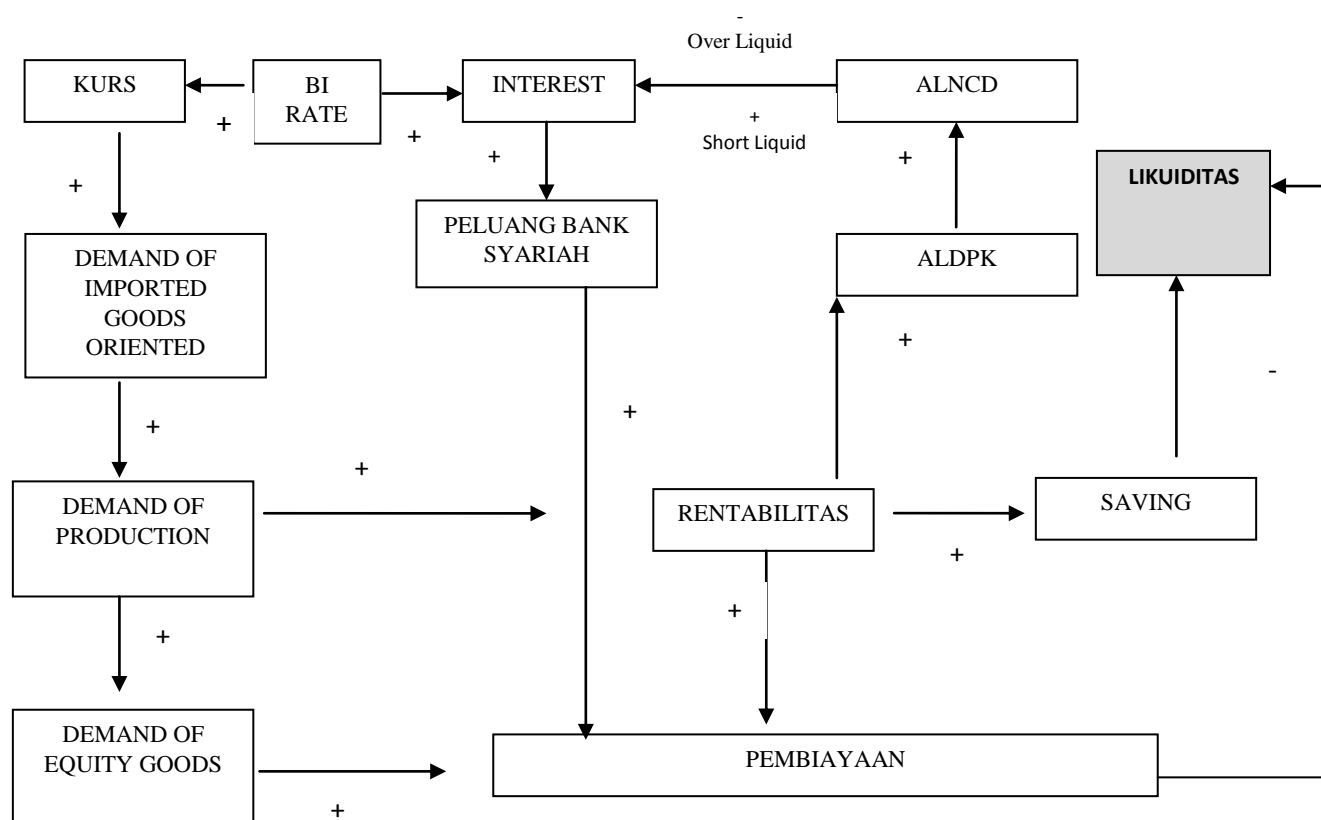 -
Over Liquid
KURS
BI
RATE
INTEREST
ALNCD
+
+
+
Short Liquid
+
+
+
LIKUIDITAS
PELUANG BANK
SYARIAH
DEMAND OF
IMPORTED
GOODS
ORIENTED
ALDPK
+
-
+
+
+
DEMAND OF
PRODUCTION
RENTABILITAS
SAVING
+
+
+
DEMAND OF
EQUITY GOODS
PEMBIAYAAN
+